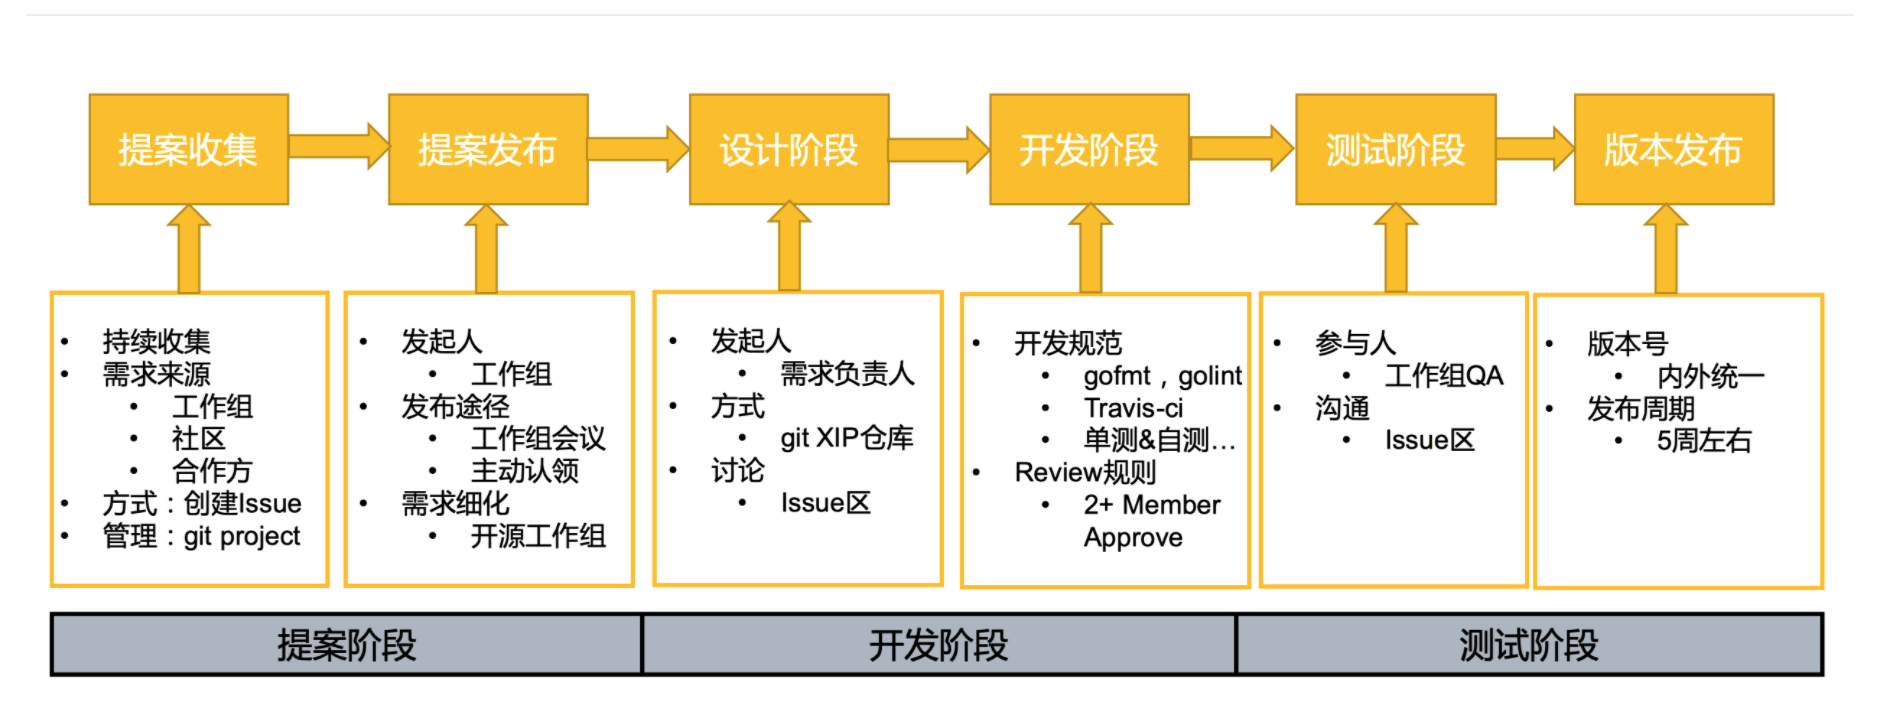 提案收集
提案发布
设计阶段
开发阶段
测试阶段
版本发布
• 持续收集
• 需求来源
• 工作组
• 社区
• 合作方
• 方式：创建Issue
• 管理：git project
• 发起人
• 工作组
• 发布途径
• 工作组会议
• 主动认领
• 需求细化
• 开源工作组
• 发起人
• 需求负责人
• 方式
• git XIP仓库
• 讨论
• Issue区
• 开发规范
• gofmt，golint
• Travis-ci
• 单测&自测…
• Review规则
• 2+ Member
Approve
• 参与人
• 工作组QA
• 沟通
• Issue区
• 版本号
• 内外统一
• 发布周期
• 5周左右
提案阶段
开发阶段
测试阶段